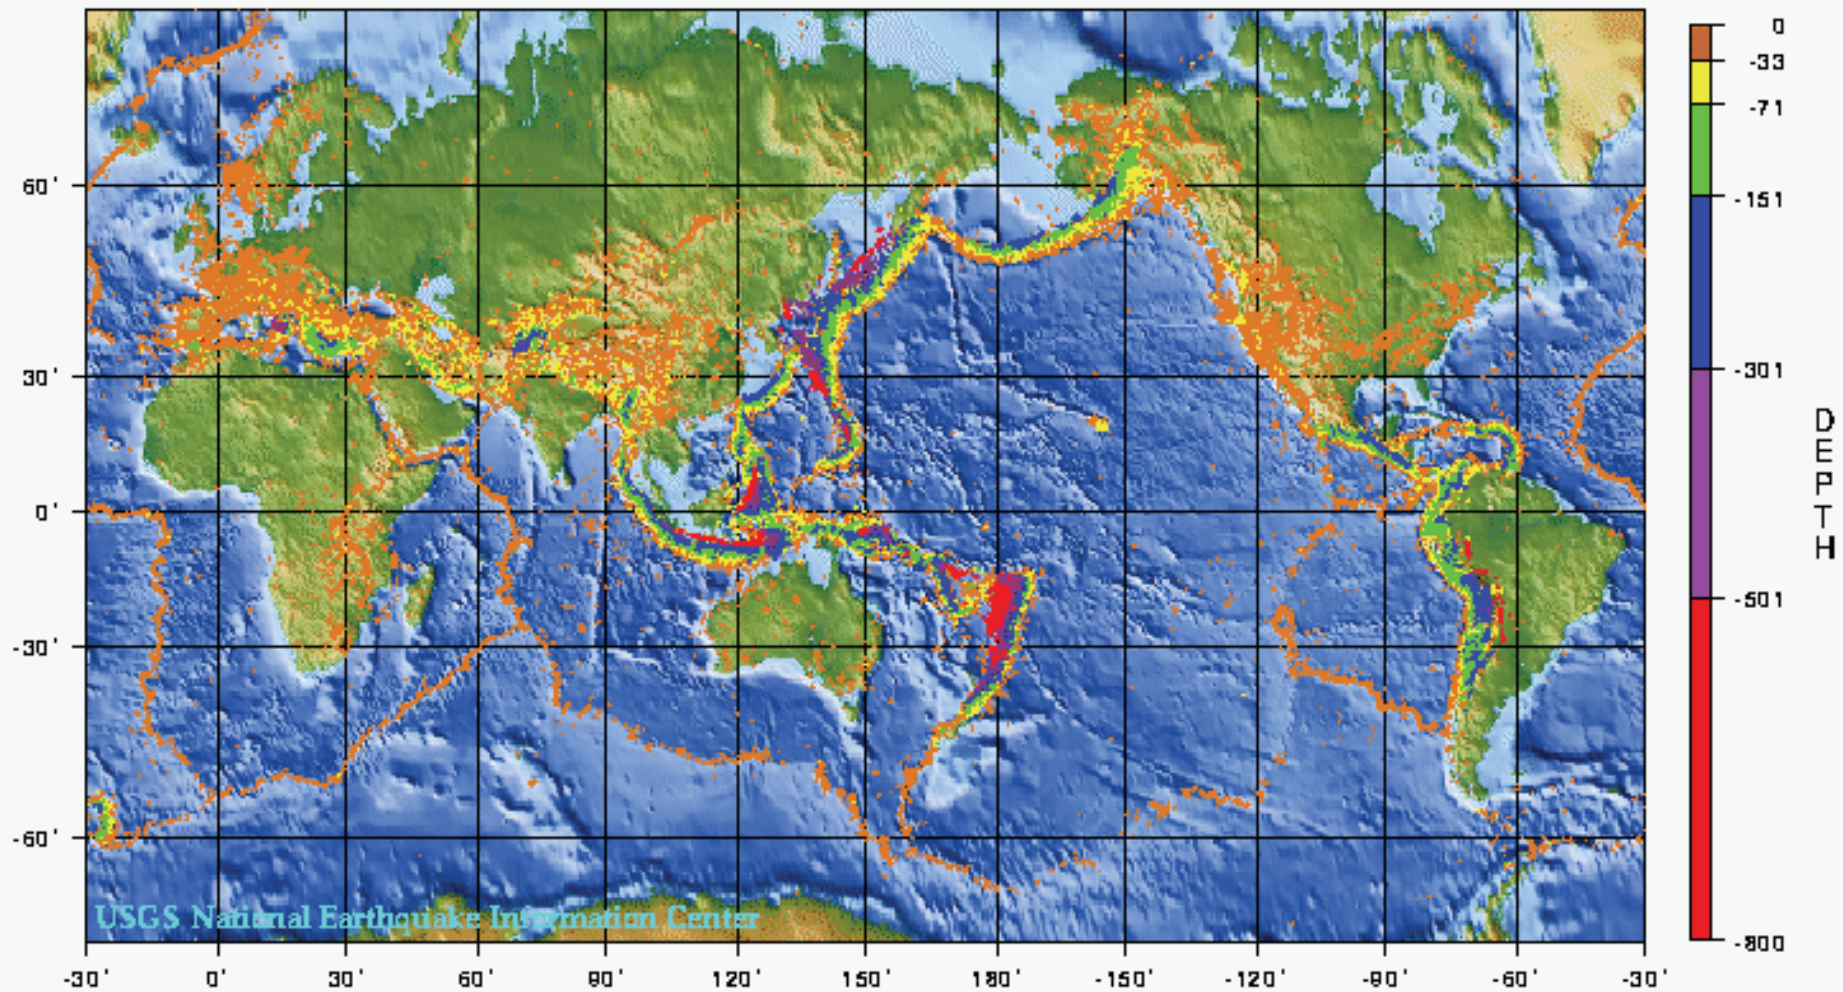 0
-33
-71
-151
-301
-501
-800
D
E
P
T
H
60'
30'
0'
-30'
-60'
USGS National Earthquake Information Center
-30' 0' 30' 60' 90' 120' 150' 180' -150' -120' -90' -60' -30'